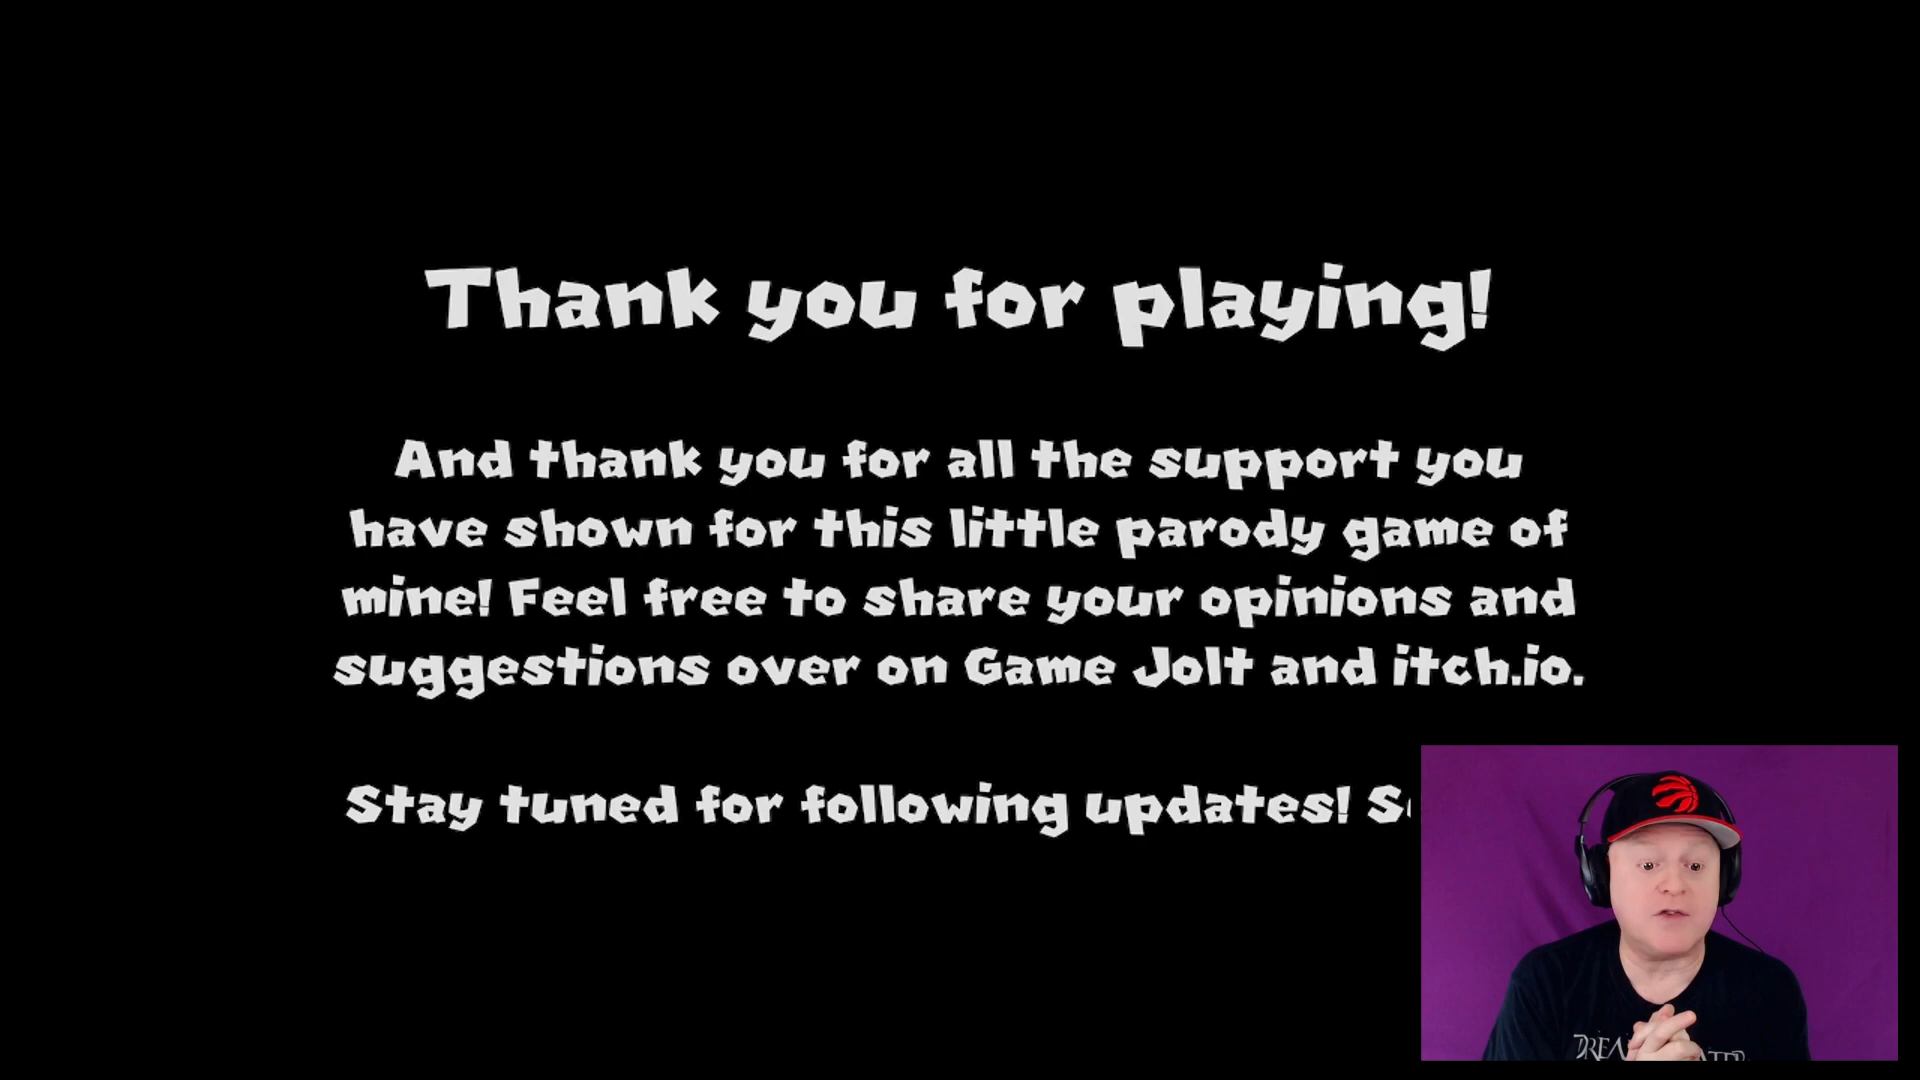 Thank you for playing!
And thank you for all the support you
have shown for this little parody game of
mine! Feel free to share your opinions and
suggestions over on Game Jolt and itch.io.
Stay tuned for following updates!